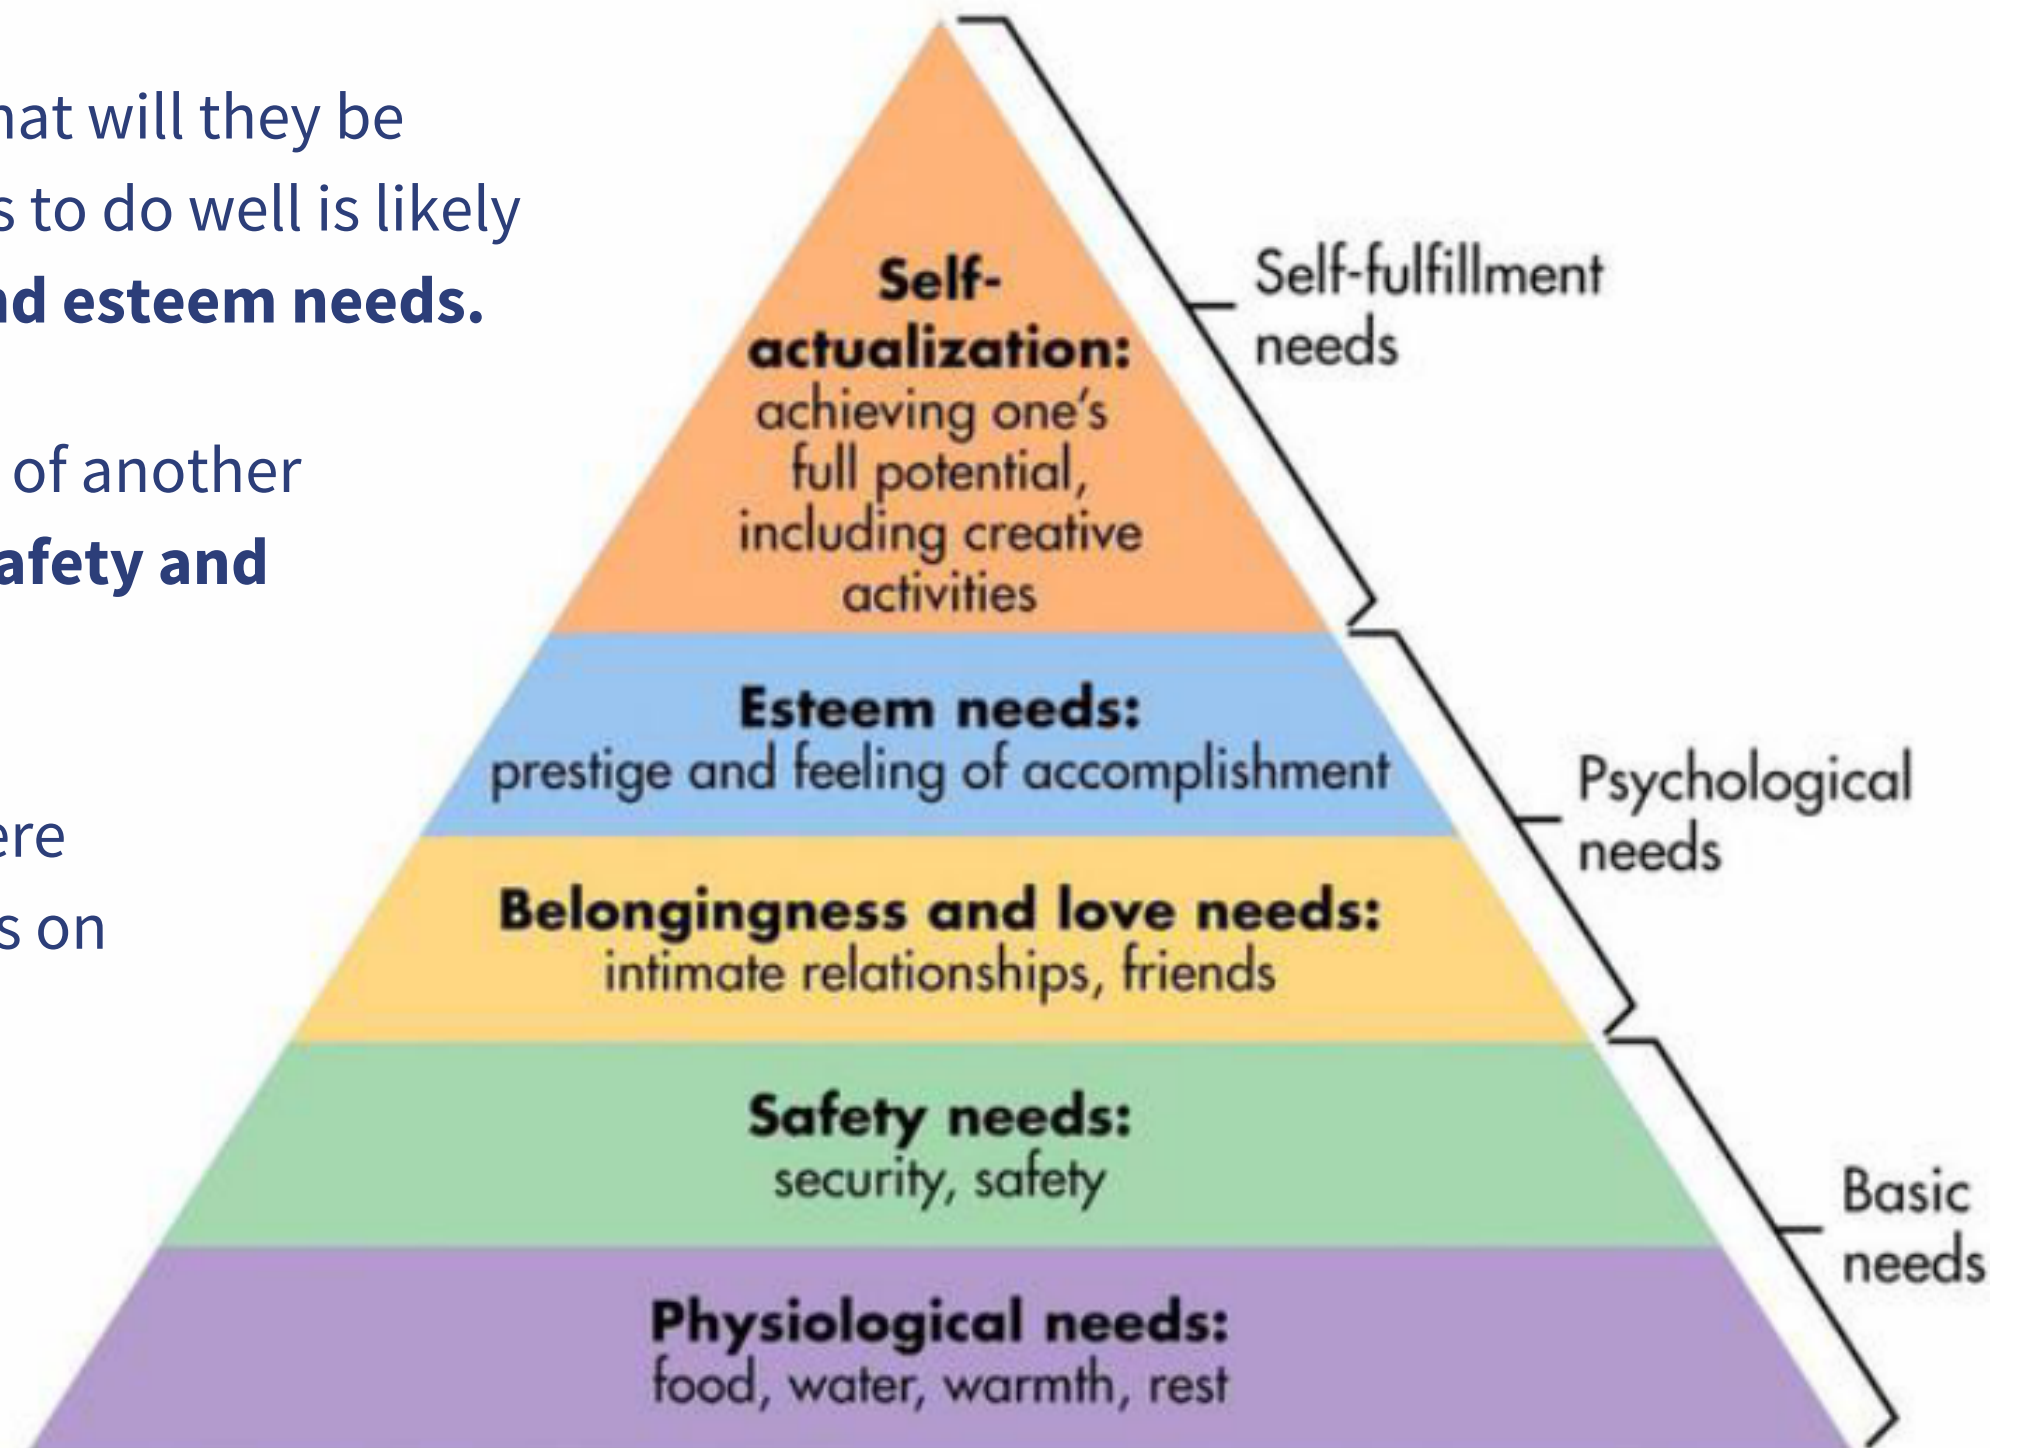 hat will they be
s to do well is likely
nd esteem needs.
of another
afety and
ere
s on
Self-
actualization:
achieving one's
full potential,
including creative
activities
Esteem needs:
prestige and feeling of accomplishment
Belongingness and love needs:
intimate relationships, friends
Safety needs:
security, safety
Physiological needs:
food, water, warmth, rest
Self-fulfillment
needs
Psychological
needs
Basic
needs